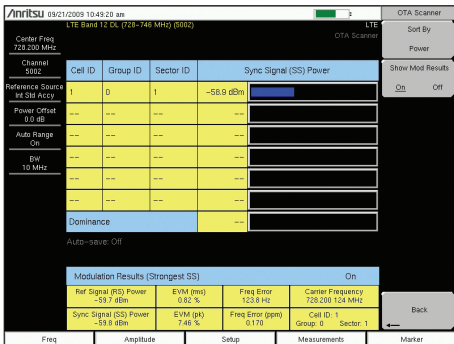 Anritsu 09/21/2009 10:49:20 am
LTE Band 12 DL (728-746 MHz) (5002)
LTE
OTA Scanner
OTA Scanner
Center Freq
728.200 MHz
Channel
5002
Reference Source
Int Std Accy
Power Offset
0.0 dB
Auto Range
On
BW
10 MHz
Cell ID Group ID Sector ID Sync Signal (SS) Power
1 0 1 -58.9 dBm
-- -- -- --
-- -- -- --
-- -- -- --
-- -- -- --
-- -- -- --
Dominance --
Auto-save: Off
Modulation Results (Strongest SS) On
Ref Signal (RS) Power EVM (rms) Freq Error Carrier Frequency
-59.7 dBm 0.82 % 123.8 Hz 728.200 124 MHz
Sync Signal (SS) Power EVM (pk) Freq Error (ppm) Cell ID: 1
-59.8 dBm 7.46 % 0.170 Group: 0 Sector: 1
Sort By
Power
Show Mod Results
On Off
Back
Freq Amplitude Setup Measurements Marker